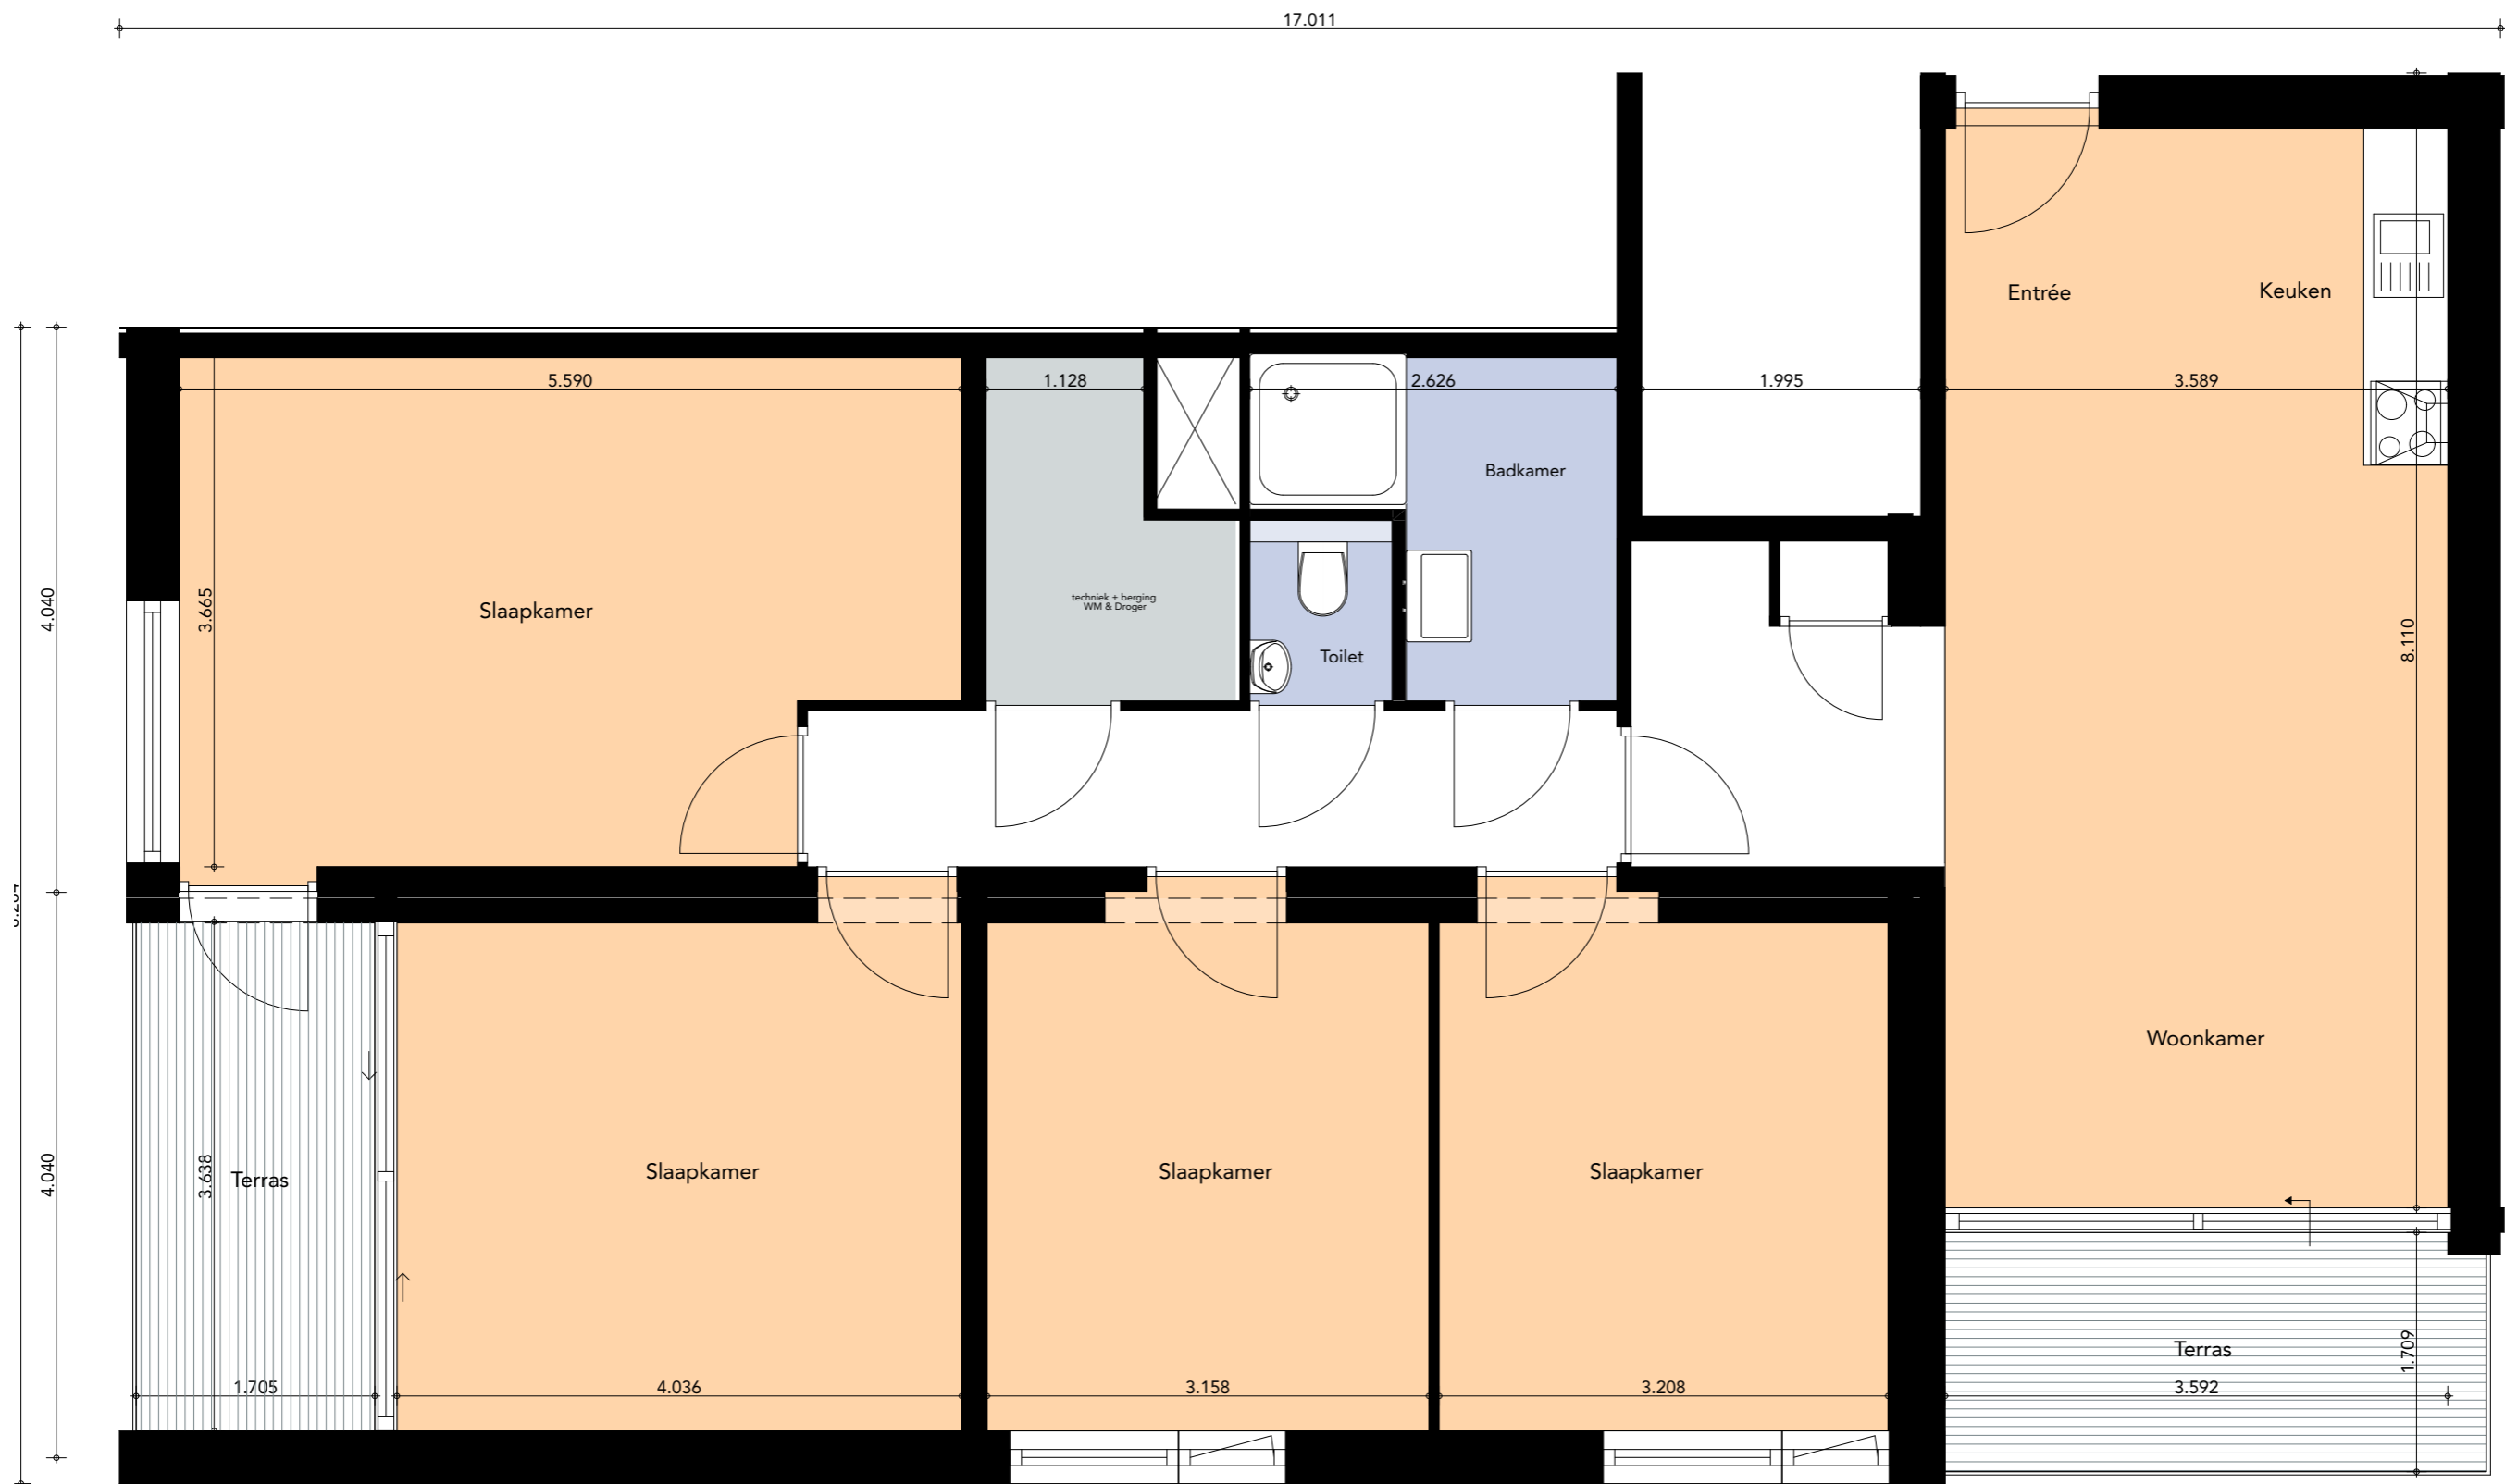 17.011
Entrée
Keuken
5.590
1.128
2.626
1.995
3.589
Badkamer
4.040
3.665
Slaapkamer
techniek + berging
WM & Droger
Toilet
8.110
Woonkamer
4.040
3.638
Terras
Slaapkamer
Slaapkamer
Slaapkamer
Terras
1.709
1.705
4.036
3.158
3.208
3.592